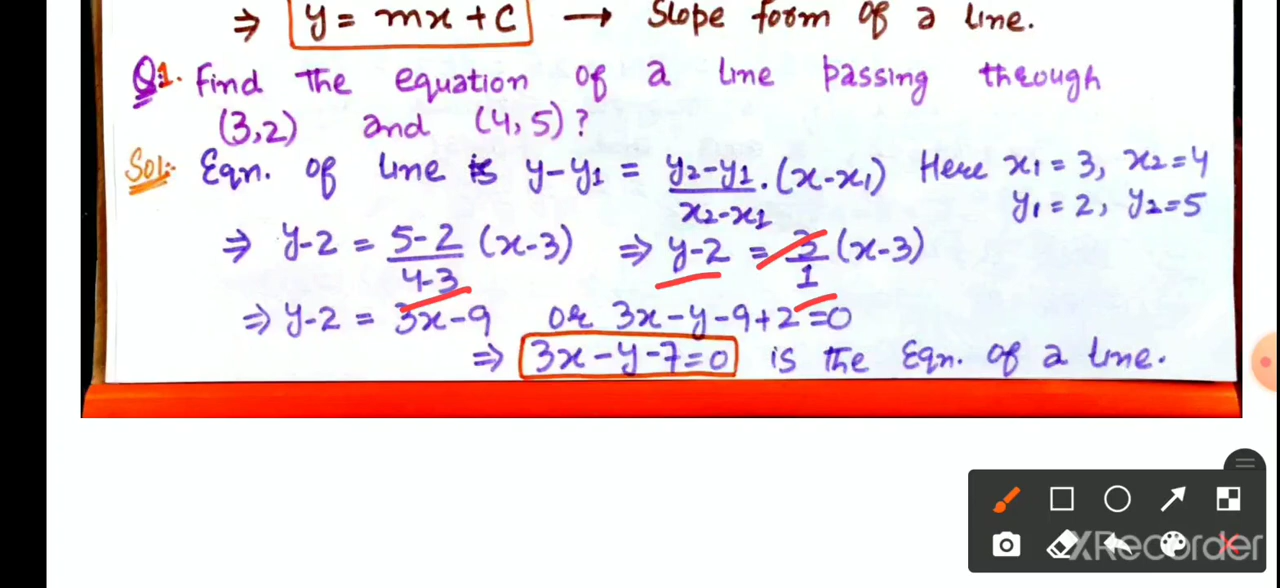 ⇒ y = mx + c → Slope form of a line.
Q1. Find the equation of a line passing through
(3,2) and (4,5)?
Sol:- Eqn. of line is y-y1 = y2-y1/x2-x1 . (x-x1) Here x1 = 3, x2=4
y1 = 2, y2=5
⇒ y-2 = 5-2/4-3 (x-3) ⇒ y-2 = 3/1 (x-3)
⇒ y-2 = 3x-9 or 3x-y-9+2=0
⇒ 3x-y-7=0 is the Eqn. of a line.
XRecorder